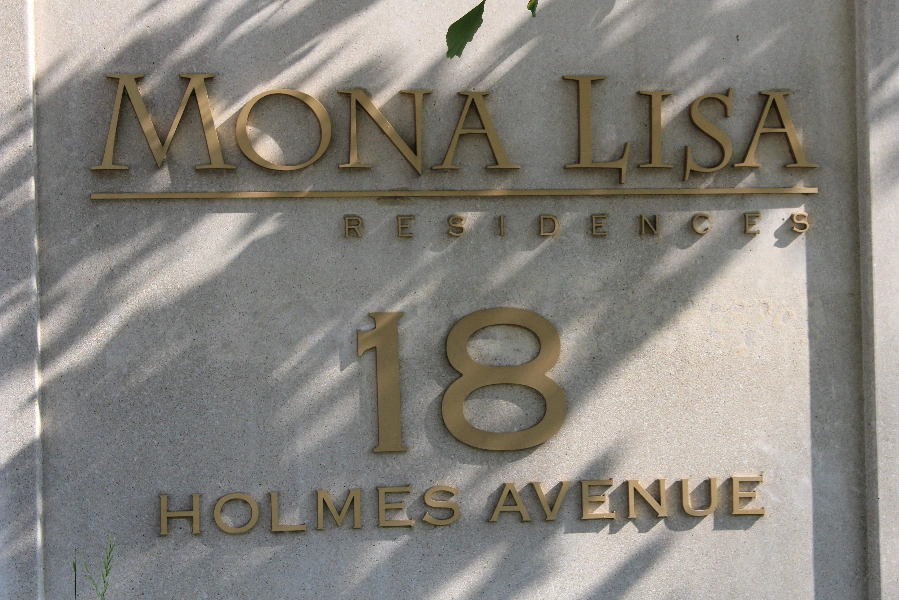 MONA LISA
RESIDENCES
18
HOLMES AVENUE